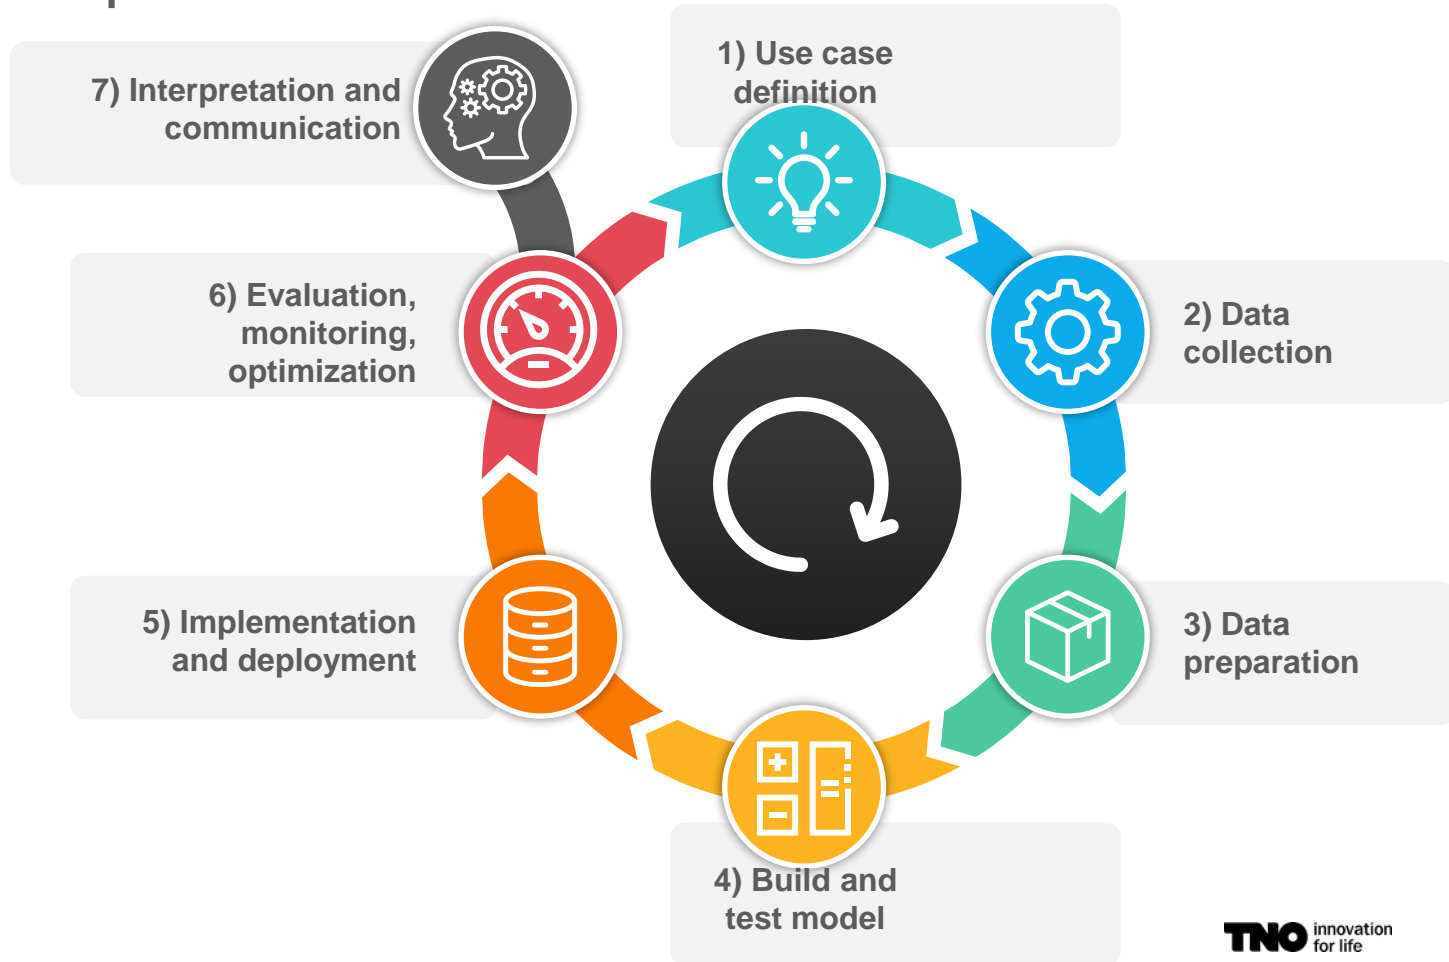 1) Use case
definition
2) Data
collection
3) Data
preparation
4) Build and
test model
5) Implementation
and deployment
6) Evaluation,
monitoring,
optimization
7) Interpretation and
communication
TNO innovation
for life